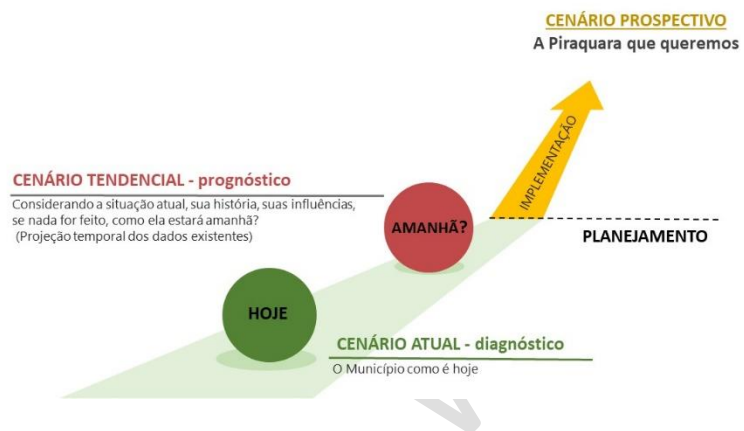 CENÁRIO PROSPECTIVO
A Piraquara que queremos
IMPLEMENTAÇÃO
CENÁRIO TENDENCIAL - prognóstico
Considerando a situação atual, sua história, suas influências,
se nada for feito, como ela estará amanhã?
(Projeção temporal dos dados existentes)
AMANHÃ?
PLANEJAMENTO
HOJE
CENÁRIO ATUAL - diagnóstico
O Município como é hoje